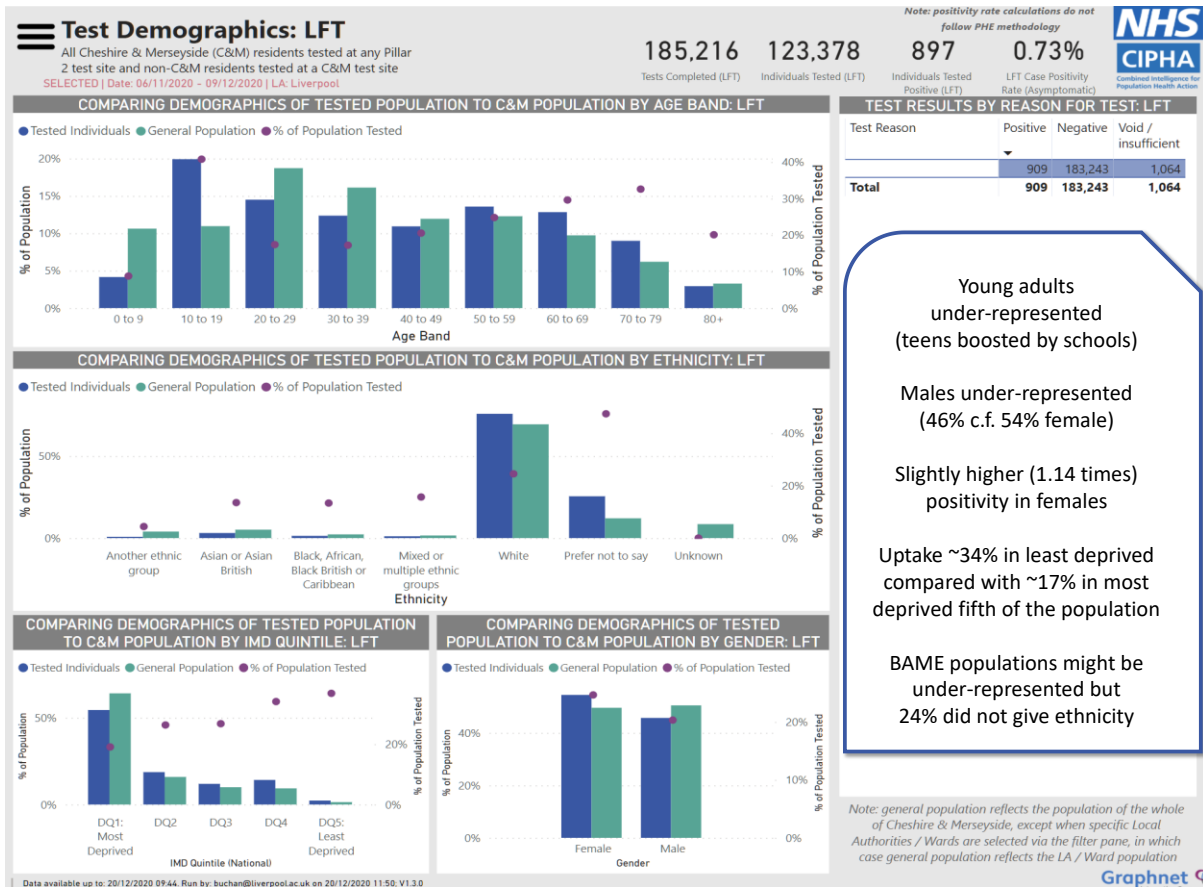 Test Demographics: LFT
All Cheshire & Merseyside (C&M) residents tested at any Pillar
2 test site and non-C&M residents tested at a C&M test site
SELECTED | Date: 06/11/2020 - 09/12/2020 | LA: Liverpool
Note: positivity rate calculations do not
follow PHE methodology
185,216
Tests Completed (LFT)
123,378
Individuals Tested (LFT)
897
Individuals Tested
Positive (LFT)
0.73%
LFT Case Positivity
Rate (Asymptomatic)
NHS
CIPHA
Combined Intelligence for
Population Health Action
COMPARING DEMOGRAPHICS OF TESTED POPULATION TO C&M POPULATION BY AGE BAND: LFT
Tested Individuals General Population % of Population Tested
% of Population
20%
15%
10%
5%
0%
40%
30%
20%
10%
0%
% of Population Tested
0 to 9 10 to 19 20 to 29 30 to 39 40 to 49 50 to 59 60 to 69 70 to 79 80+
Age Band
TEST RESULTS BY REASON FOR TEST: LFT
Test Reason Positive Negative Void /
insufficient
909 183,243 1,064
Total 909 183,243 1,064
COMPARING DEMOGRAPHICS OF TESTED POPULATION TO C&M POPULATION BY ETHNICITY: LFT
Tested Individuals General Population % of Population Tested
% of Population
50%
0%
40%
20%
0%
% of Population Tested
Another ethnic
group
Asian or Asian
British
Black, African,
Black British or
Caribbean
Mixed or
multiple ethnic
groups
White
Prefer not to say
Unknown
Ethnicity
Young adults
under-represented
(teens boosted by schools)
Males under-represented
(46% c.f. 54% female)
Slightly higher (1.14 times)
positivity in females
Uptake ~34% in least deprived
compared with ~17% in most
deprived fifth of the population
BAME populations might be
under-represented but
24% did not give ethnicity
COMPARING DEMOGRAPHICS OF TESTED POPULATION
TO C&M POPULATION BY IMD QUINTILE: LFT
Tested Individuals General Population % of Population Tested
% of Population
50%
0%
20%
0%
% of Population Tested
DQ1:
Most
Deprived
DQ2
DQ3
DQ4
DQ5:
Least
Deprived
IMD Quintile (National)
COMPARING DEMOGRAPHICS OF TESTED
POPULATION TO C&M POPULATION BY GENDER: LFT
Tested Individuals General Population % of Population Tested
% of Population
40%
20%
0%
20%
10%
0%
% of Population Tested
Female Male
Gender
Note: general population reflects the population of the whole
of Cheshire & Merseyside, except when specific Local
Authorities / Wards are selected via the filter pane, in which
case general population reflects the LA / Ward population
Graphnet
Data available up to: 20/12/2020 09:44. Run by: buchan@liverpool.ac.uk on 20/12/2020 11:50; V1.3.0